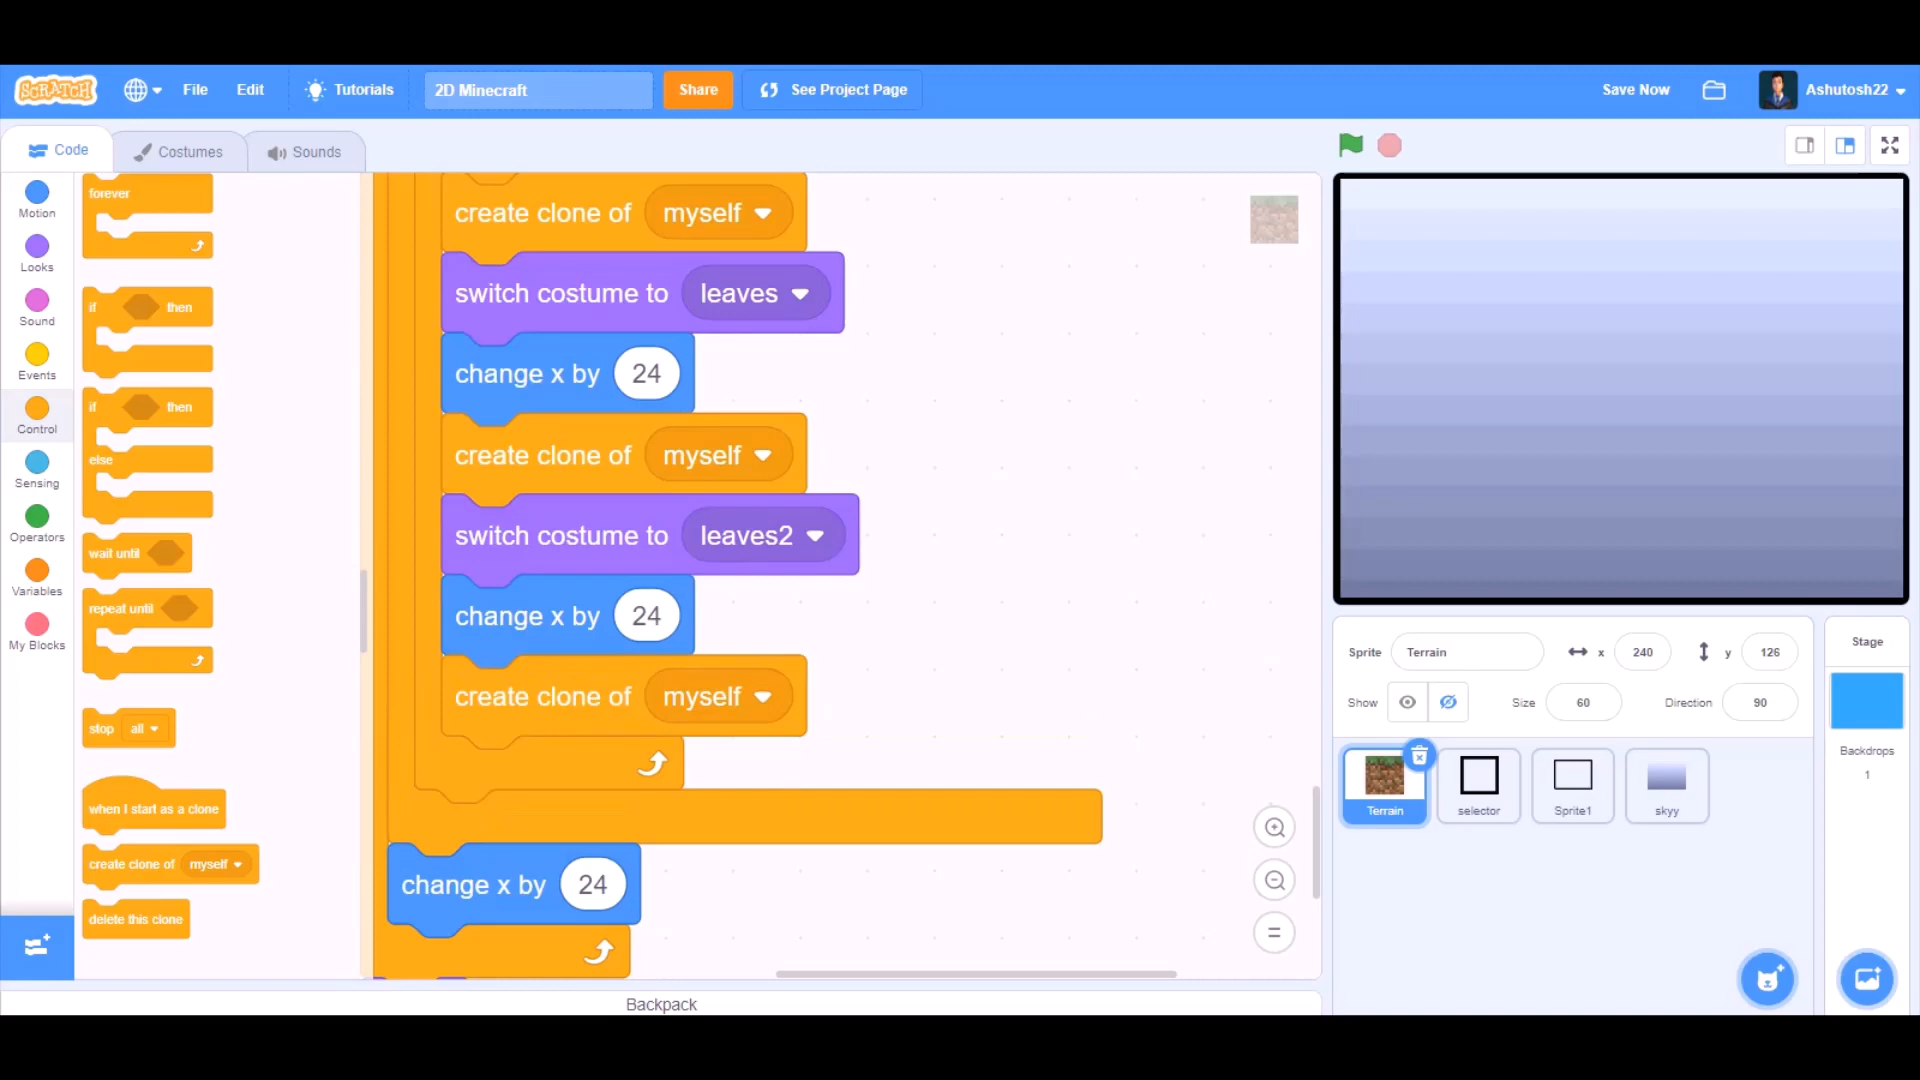 SCRATCH File Edit Tutorials 2D Minecraft Share See Project Page Save Now Ashutosh22
Code Costumes Sounds
Motion
Looks
Sound
Events
Control
Sensing
Operators
Variables
My Blocks
forever
if then
if then
else
wait until
repeat until
stop all
when I start as a clone
create clone of myself
delete this clone
create clone of myself
switch costume to leaves
change x by 24
create clone of myself
switch costume to leaves2
change x by 24
create clone of myself
change x by 24
Backpack
Sprite Terrain x 240 y 126
Show Size 60 Direction 90
Terrain selector Sprite1 skyy
Stage
Backdrops
1